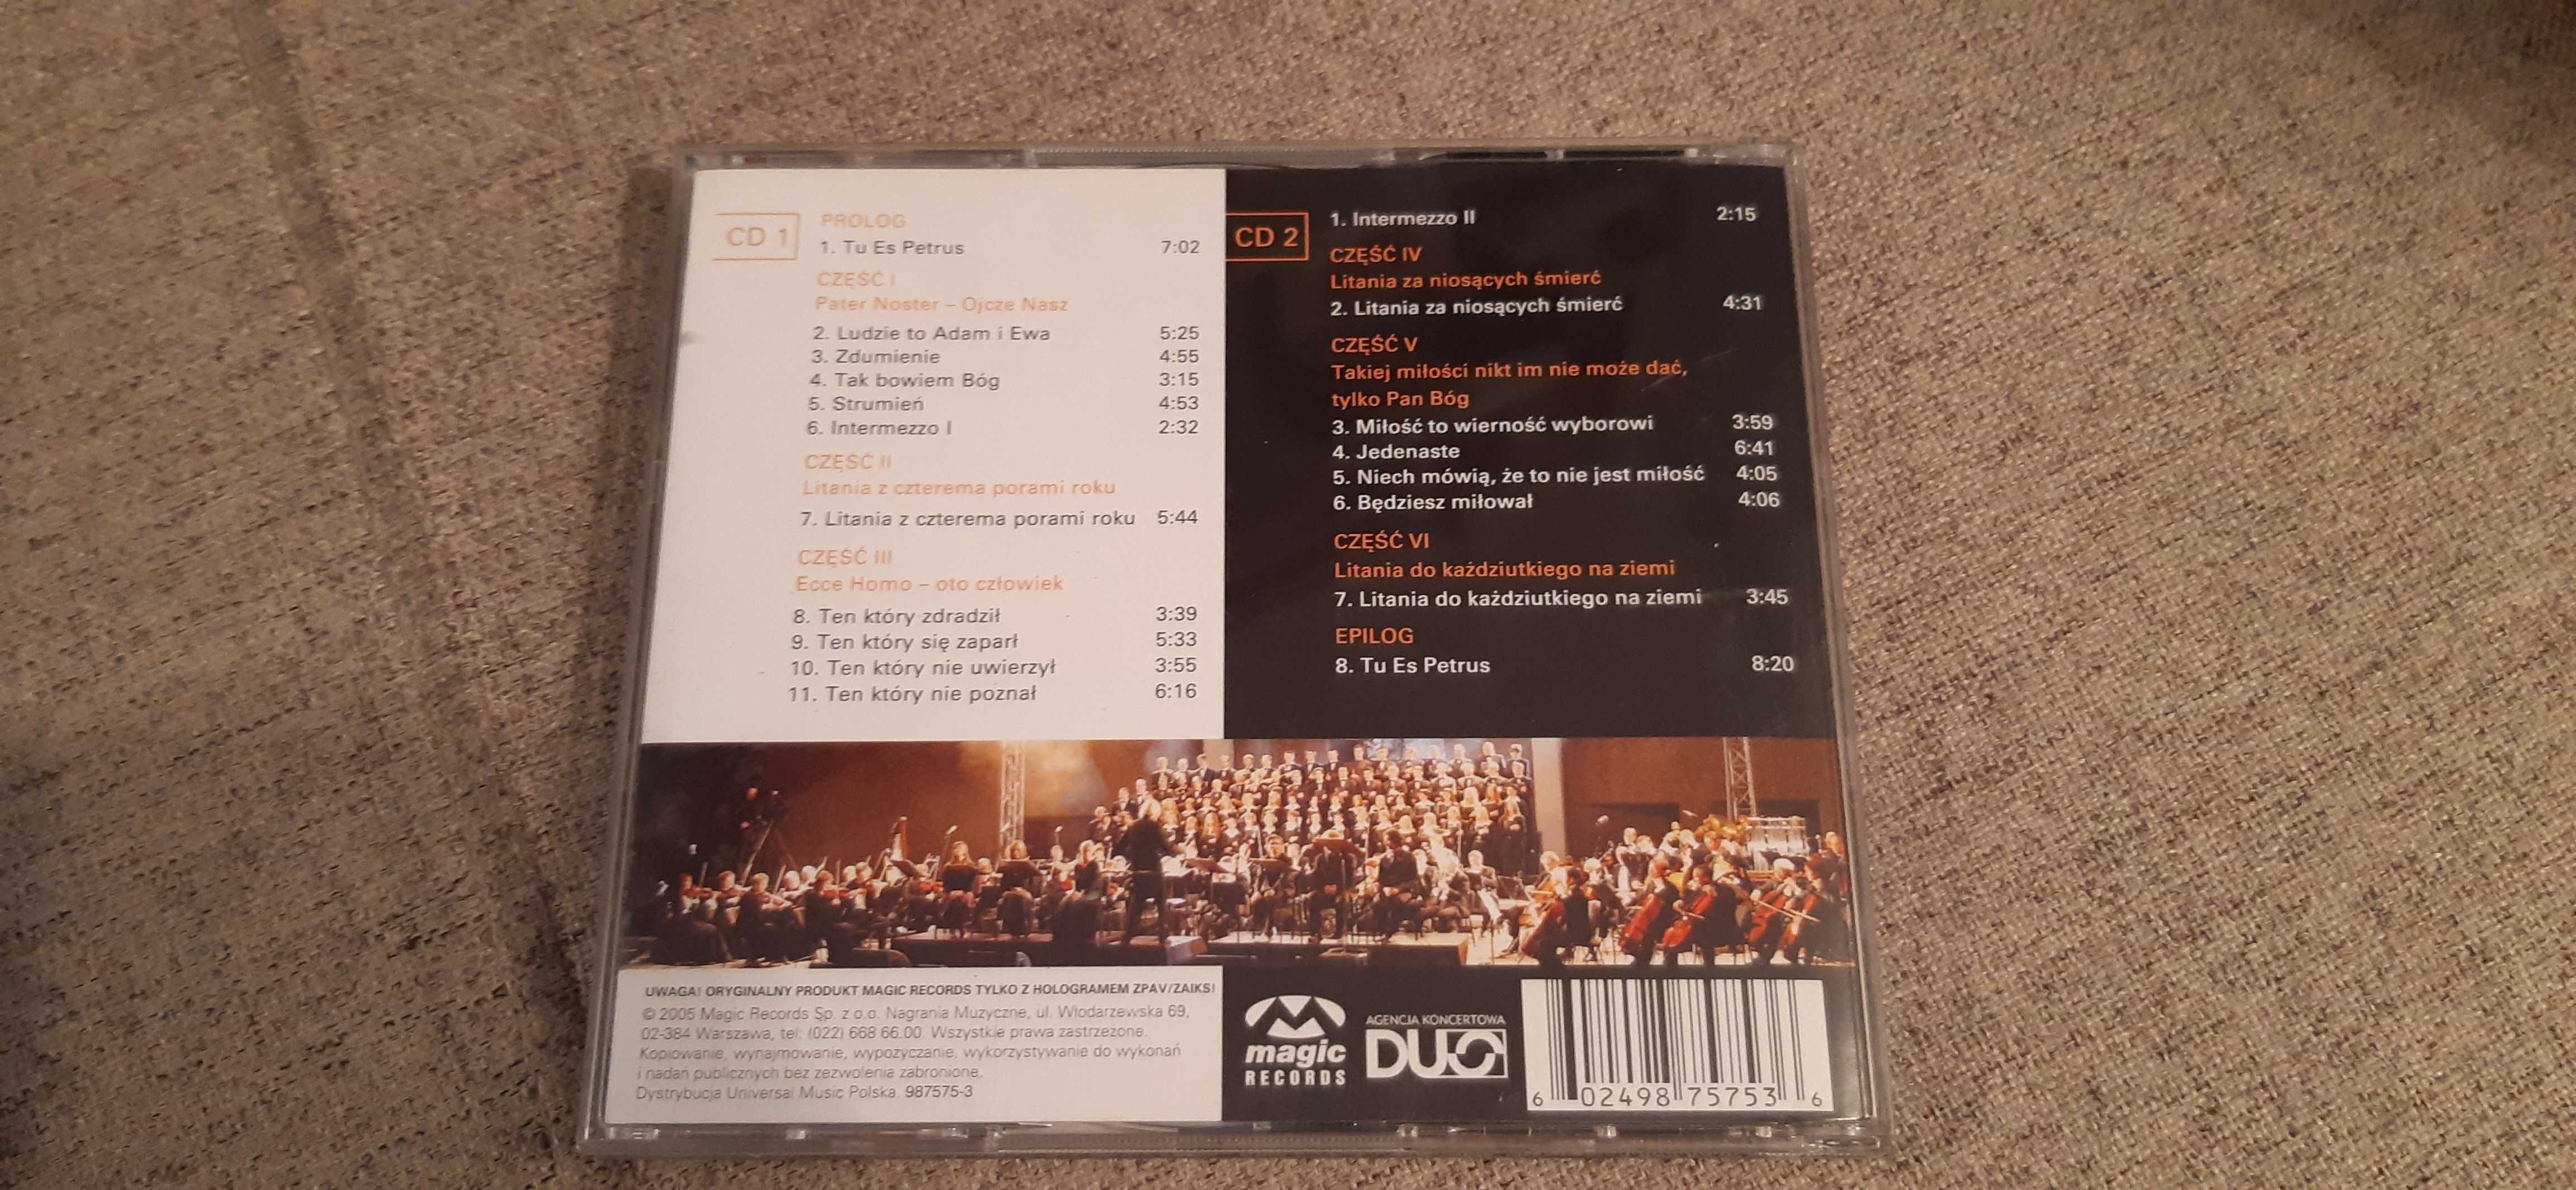 CD 1
PROLOG
1. Tu Es Petrus 7:02
CZĘŚĆ I
Pater Noster – Ojcze Nasz
2. Ludzie to Adam i Ewa 5:25
3. Zdumienie 4:55
4. Tak bowiem Bóg 3:15
5. Strumień 4:53
6. Intermezzo I 2:32
CZĘŚĆ II
Litania z czterema porami roku
7. Litania z czterema porami roku 5:44
CZĘŚĆ III
Ecce Homo – oto człowiek
8. Ten który zdradził 3:39
9. Ten który się zaparł 5:33
10. Ten który nie uwierzył 3:55
11. Ten który nie poznał 6:16
CD 2
1. Intermezzo II 2:15
CZĘŚĆ IV
Litania za niosących śmierć
2. Litania za niosących śmierć 4:31
CZĘŚĆ V
Takiej miłości nikt im nie może dać,
tylko Pan Bóg
3. Miłość to wierność wyborowi 3:59
4. Jedenaste 6:41
5. Niech mówią, że to nie jest miłość 4:05
6. Będziesz miłował 4:06
CZĘŚĆ VI
Litania do każdziutkiego na ziemi
7. Litania do każdziutkiego na ziemi 3:45
EPILOG
8. Tu Es Petrus 8:20
UWAGA! ORYGINALNY PRODUKT MAGIC RECORDS TYLKO Z HOLOGRAMEM ZPAV/ZAIKS!
© 2005 Magic Records Sp. z o.o. Nagrania Muzyczne, ul. Włodarzewska 69,
02-384 Warszawa, tel: (022) 668 66 00. Wszystkie prawa zastrzeżone.
Kopiowanie, wynajmowanie, wypożyczanie, wykorzystywanie do wykonań
i nadań publicznych bez zezwolenia zabronione.
Dystrybucja Universal Music Polska. 987575-3
magic
RECORDS
AGENCJA KONCERTOWA
DUO
6 02498 75753 6